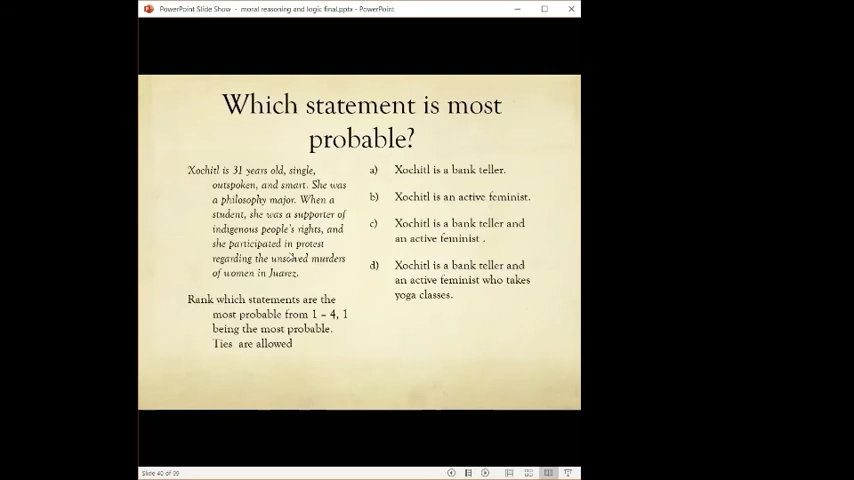 PowerPoint Slide Show - moral reasoning and logic final.pptx - PowerPoint
Which statement is most
probable?
Xochitl is 31 years old, single,
outspoken, and smart. She was
a philosophy major. When a
student, she was a supporter of
indigenous people's rights, and
she participated in protest
regarding the unsolved murders
of women in Juarez.
Rank which statements are the
most probable from 1 – 4, 1
being the most probable.
Ties are allowed
a) Xochitl is a bank teller.
b) Xochitl is an active feminist.
c) Xochitl is a bank teller and
an active feminist .
d) Xochitl is a bank teller and
an active feminist who takes
yoga classes.
Slide 40 of 99